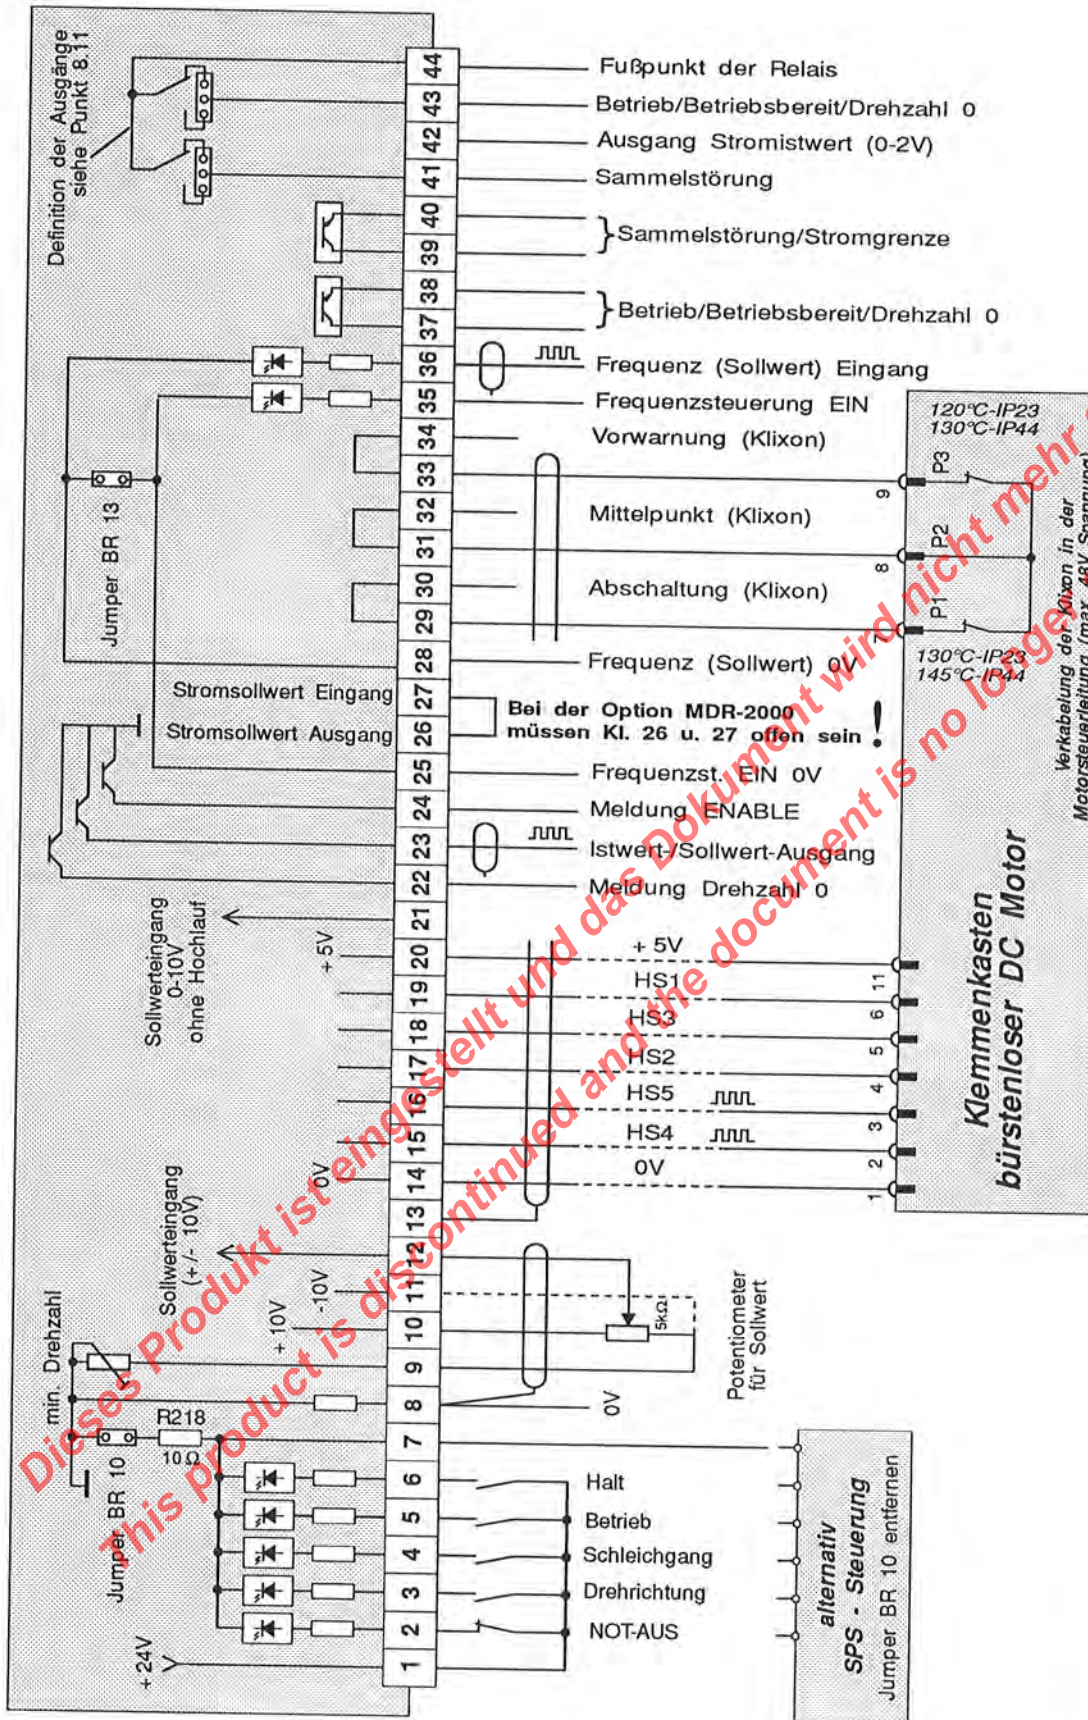 Definition der Ausgänge
siehe Punkt 8.11
44
Fußpunkt der Relais
43
Betrieb/Betriebsbereit/Drehzahl 0
42
Ausgang Stromistwert (0-2V)
41
Sammelstörung
40
39
Sammelstörung/Stromgrenze
38
37
Betrieb/Betriebsbereit/Drehzahl 0
36
Frequenz (Sollwert) Eingang
35
Frequenzsteuerung EIN
34
Vorwarnung (Klixon)
33
32
Mittelpunkt (Klixon)
31
30
Abschaltung (Klixon)
29
28
Frequenz (Sollwert) 0V
Jumper BR 13
Stromsollwert Eingang
27
Stromsollwert Ausgang
26
Bei der Option MDR-2000
müssen Kl. 26 u. 27 offen sein !
25
Frequenzst. EIN 0V
24
Meldung ENABLE
23
Istwert-/Sollwert-Ausgang
22
Meldung Drehzahl 0
21
Sollwerteingang
0-10V
ohne Hochlauf
+ 5V
20
+ 5V
11
19
HS1
6
18
HS3
5
17
HS2
4
16
HS5
3
15
HS4
2
0V
14
0V
1
13
12
Sollwerteingang
(+/- 10V)
11
-10V
10
+ 10V
9
8
0V
7
5kΩ
Potentiometer
für Sollwert
min. Drehzahl
R218
10Ω
Jumper BR 10
6
Halt
5
Betrieb
4
Schleichgang
3
Drehrichtung
2
NOT-AUS
1
+ 24V
alternativ
SPS - Steuerung
Jumper BR 10 entfernen
120°C-IP23
130°C-IP44
P3
9
P2
8
P1
130°C-IP23
145°C-IP44
Verkabelung der Klixon in der
Motorsteuerleitung (max. 48V Spannung)
Klemmenkasten
bürstenloser DC Motor
Dieses Produkt ist eingestellt und das Dokument wird nicht mehr
This product is discontinued and the document is no longer